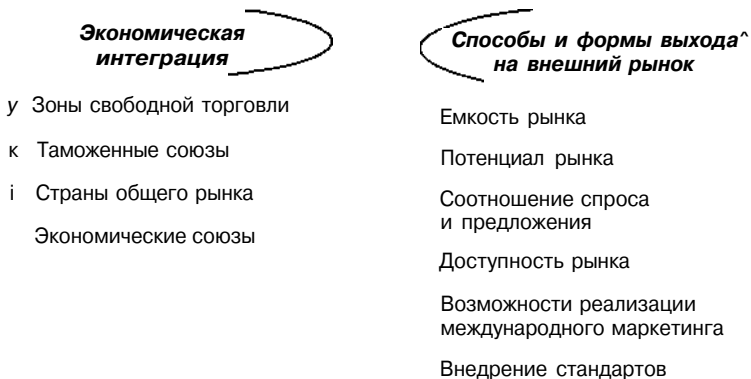 Экономическая
интеграция
у Зоны свободной торговли
к Таможенные союзы
і Страны общего рынка
Экономические союзы
Способы и формы выхода^
на внешний рынок
Емкость рынка
Потенциал рынка
Соотношение спроса
и предложения
Доступность рынка
Возможности реализации
международного маркетинга
Внедрение стандартов